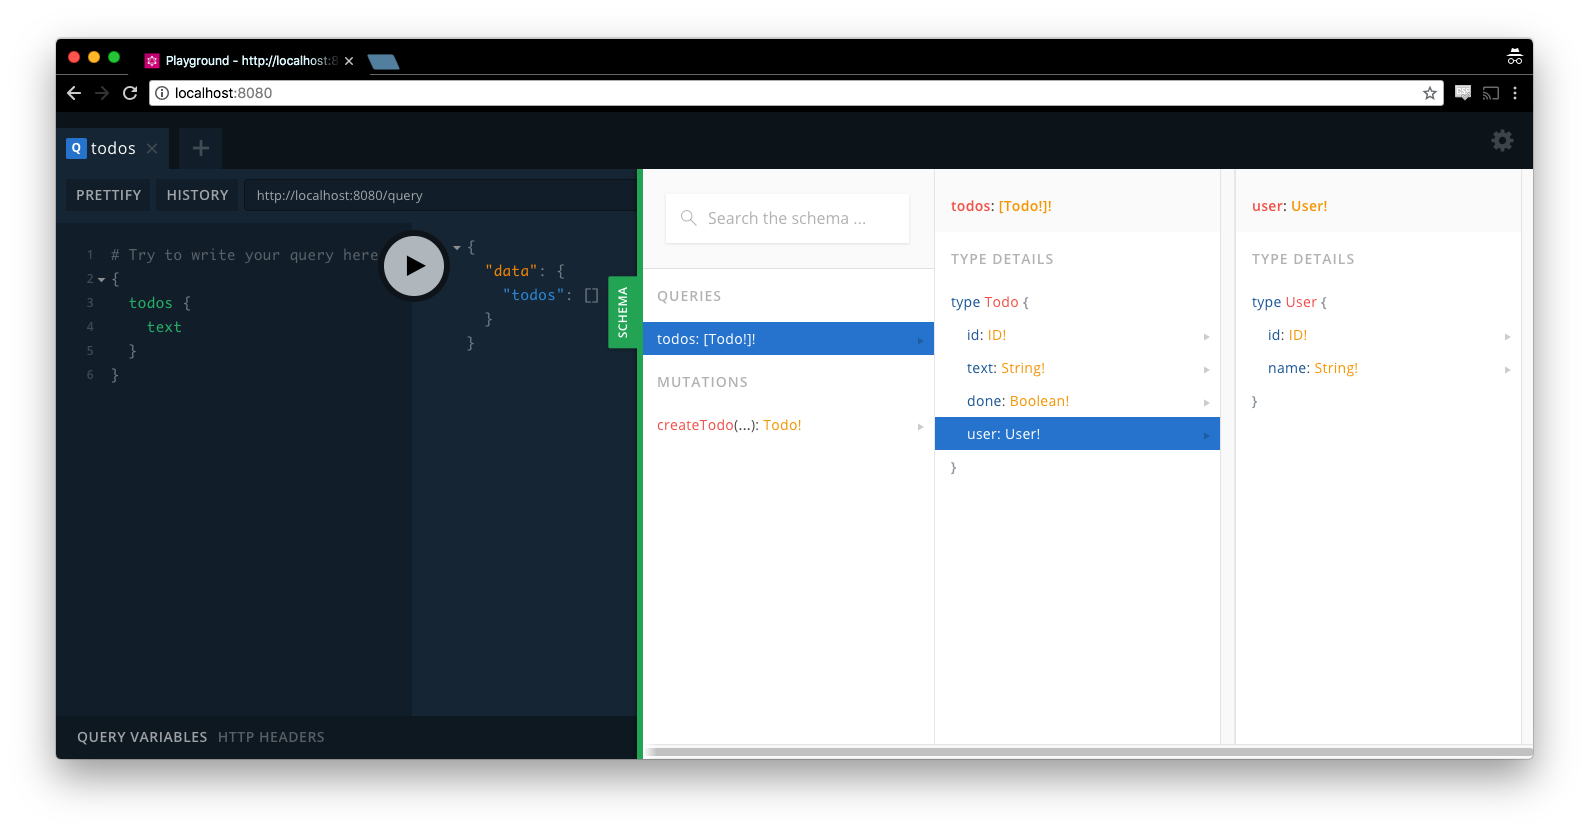 Playground - http://localhost:8
localhost:8080
Q todos
PRETTIFY HISTORY http://localhost:8080/query
1 # Try to write your query here
2 {
3 todos {
4 text
5 }
6 }
{
"data": {
"todos": []
}
}
QUERY VARIABLES HTTP HEADERS
SCHEMA
Search the schema ...
QUERIES
todos: [Todo!]!
MUTATIONS
createTodo(...): Todo!
todos: [Todo!]!
TYPE DETAILS
type Todo {
id: ID!
text: String!
done: Boolean!
user: User!
}
user: User!
TYPE DETAILS
type User {
id: ID!
name: String!
}